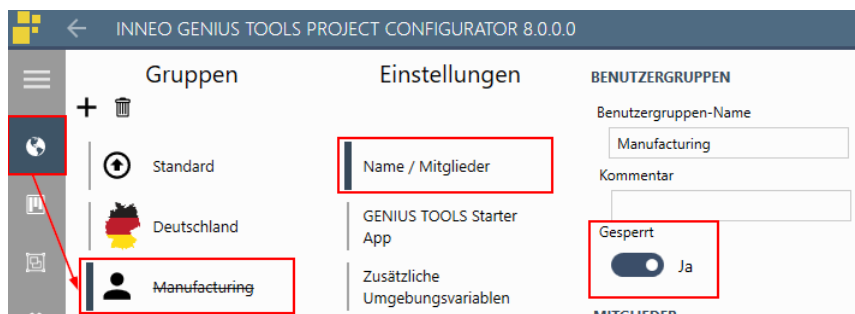 INNEO GENIUS TOOLS PROJECT CONFIGURATOR 8.0.0.0
Gruppen
Standard
Deutschland
Manufacturing
Einstellungen
Name / Mitglieder
GENIUS TOOLS Starter
App
Zusätzliche
Umgebungsvariablen
BENUTZERGRUPPEN
Benutzergruppen-Name
Manufacturing
Kommentar
Gesperrt
Ja
MITGLIEDER